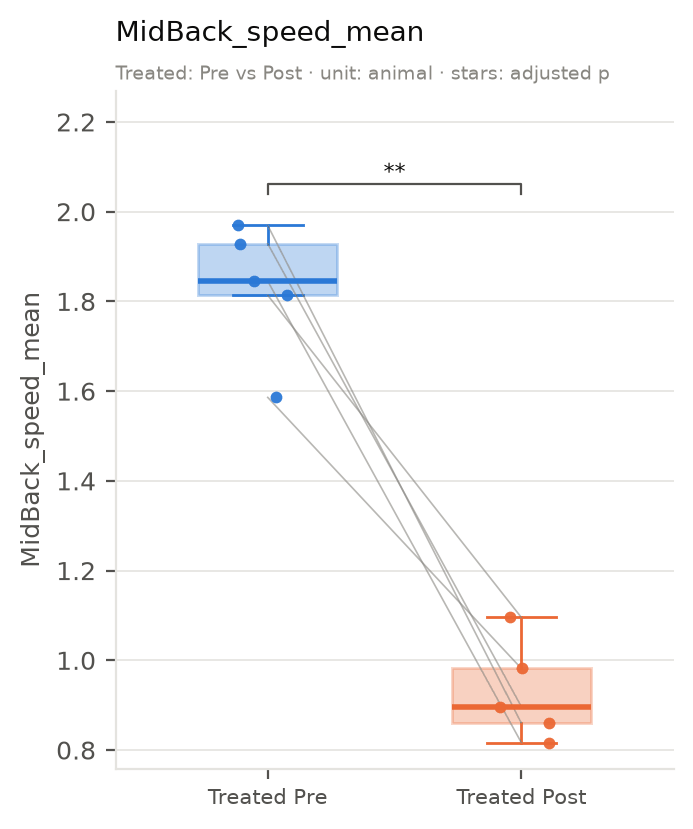 MidBack_speed_mean
Treated: Pre vs Post · unit: animal · stars: adjusted p
2.2
**
2.0
1.8
1.6
1.4
1.2
1.0
0.8
MidBack_speed_mean
Treated Pre
Treated Post